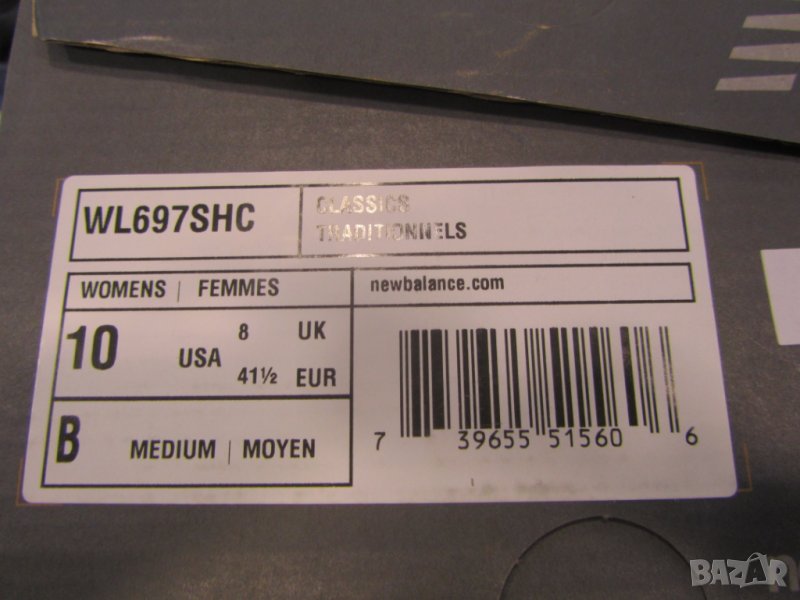 WL697SHC
CLASSICS
TRADITIONNELS
WOMENS | FEMMES
newbalance.com
10 USA 8 UK
41½ EUR
B MEDIUM | MOYEN
7 39655 51560 6
BAZAR